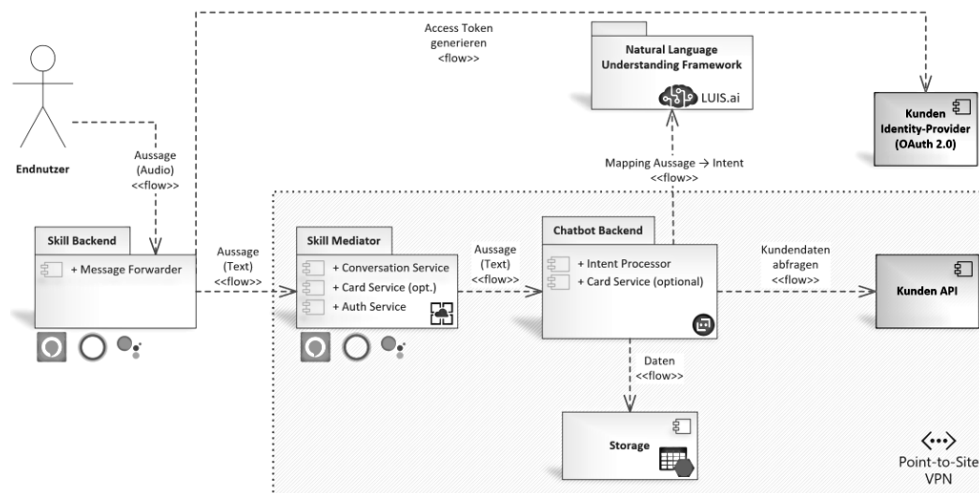 Access Token
generieren
<flow>>
Natural Language
Understanding Framework
LUIS.ai
Kunden
Identity-Provider
(OAuth 2.0)
Endnutzer
Aussage
(Audio)
<<flow>>
Mapping Aussage → Intent
<<flow>>
Skill Backend
+ Message Forwarder
Aussage
(Text)
<<flow>>
Skill Mediator
+ Conversation Service
+ Card Service (opt.)
+ Auth Service
Aussage
(Text)
<<flow>>
Chatbot Backend
+ Intent Processor
+ Card Service (optional)
Kundendaten
abfragen
<<flow>>
Kunden API
Daten
<<flow>>
Storage
Point-to-Site
VPN